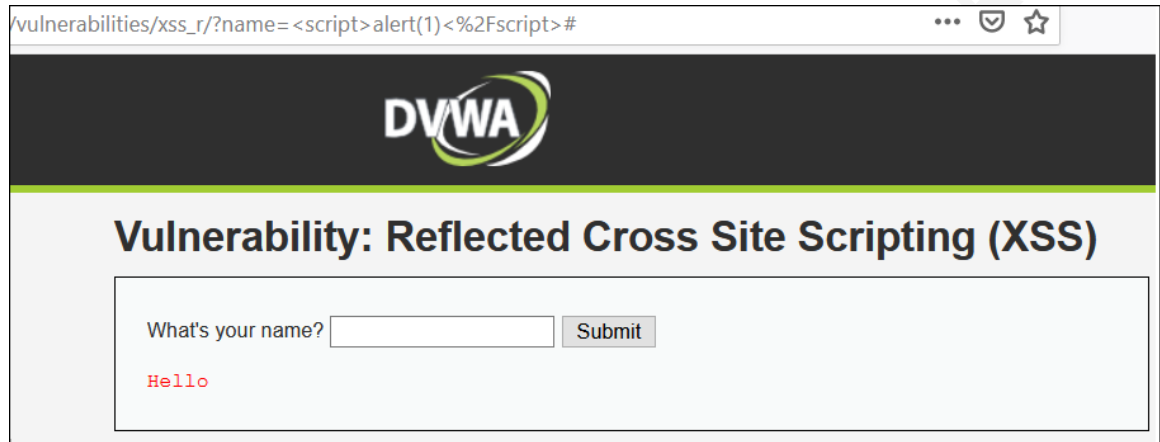 /vulnerabilities/xss_r/?name=<script>alert(1)<%2Fscript>#
DVWA
Vulnerability: Reflected Cross Site Scripting (XSS)
What's your name? Submit
Hello